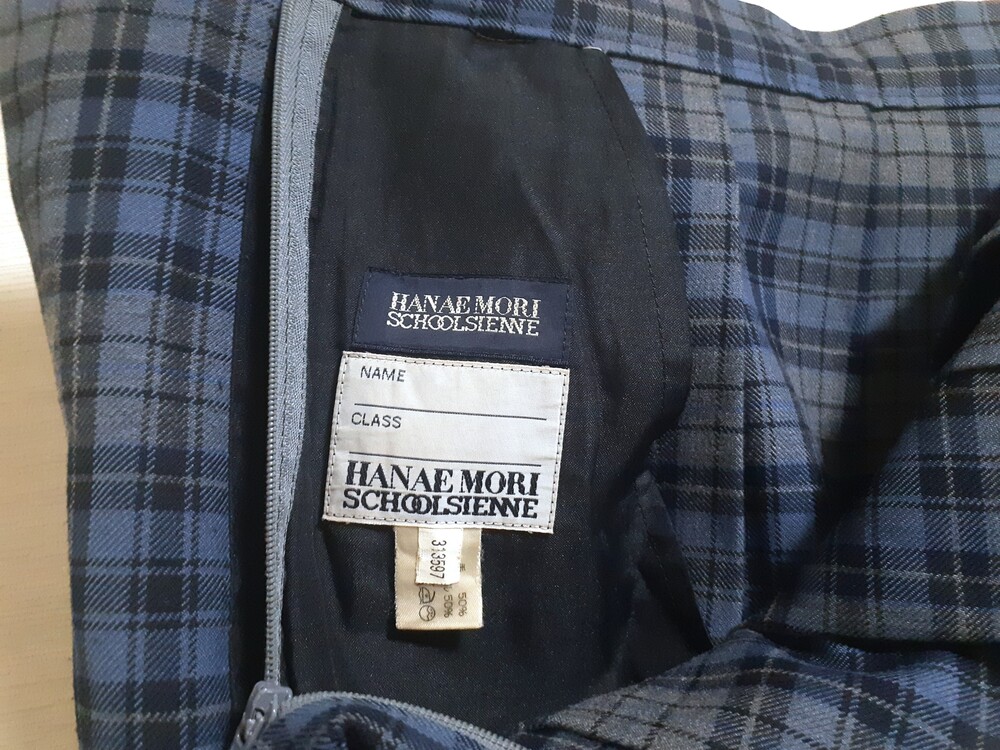 HANAE MORI
SCHOOLSIENNE
NAME
CLASS
HANAE MORI
SCHOOLSIENNE
313597
50%
50%